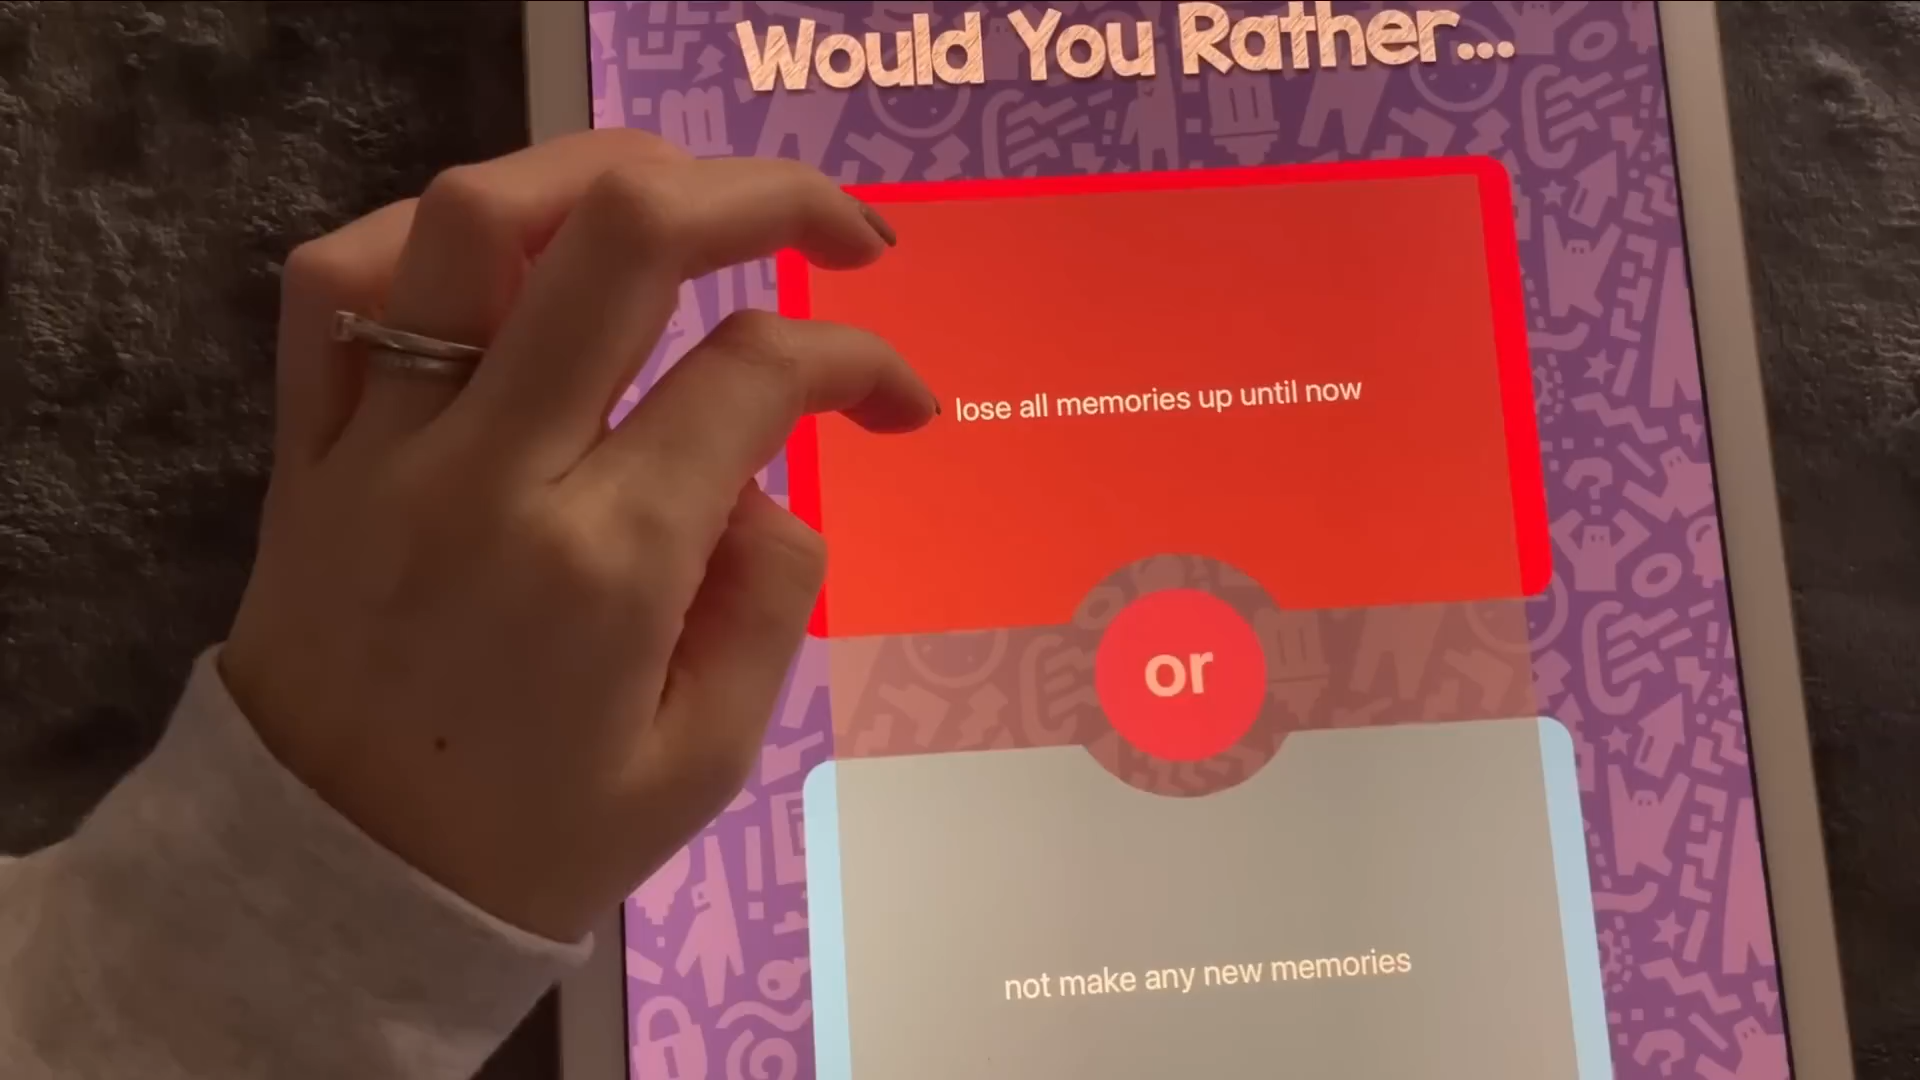 Would You Rather...
lose all memories up until now
or
not make any new memories